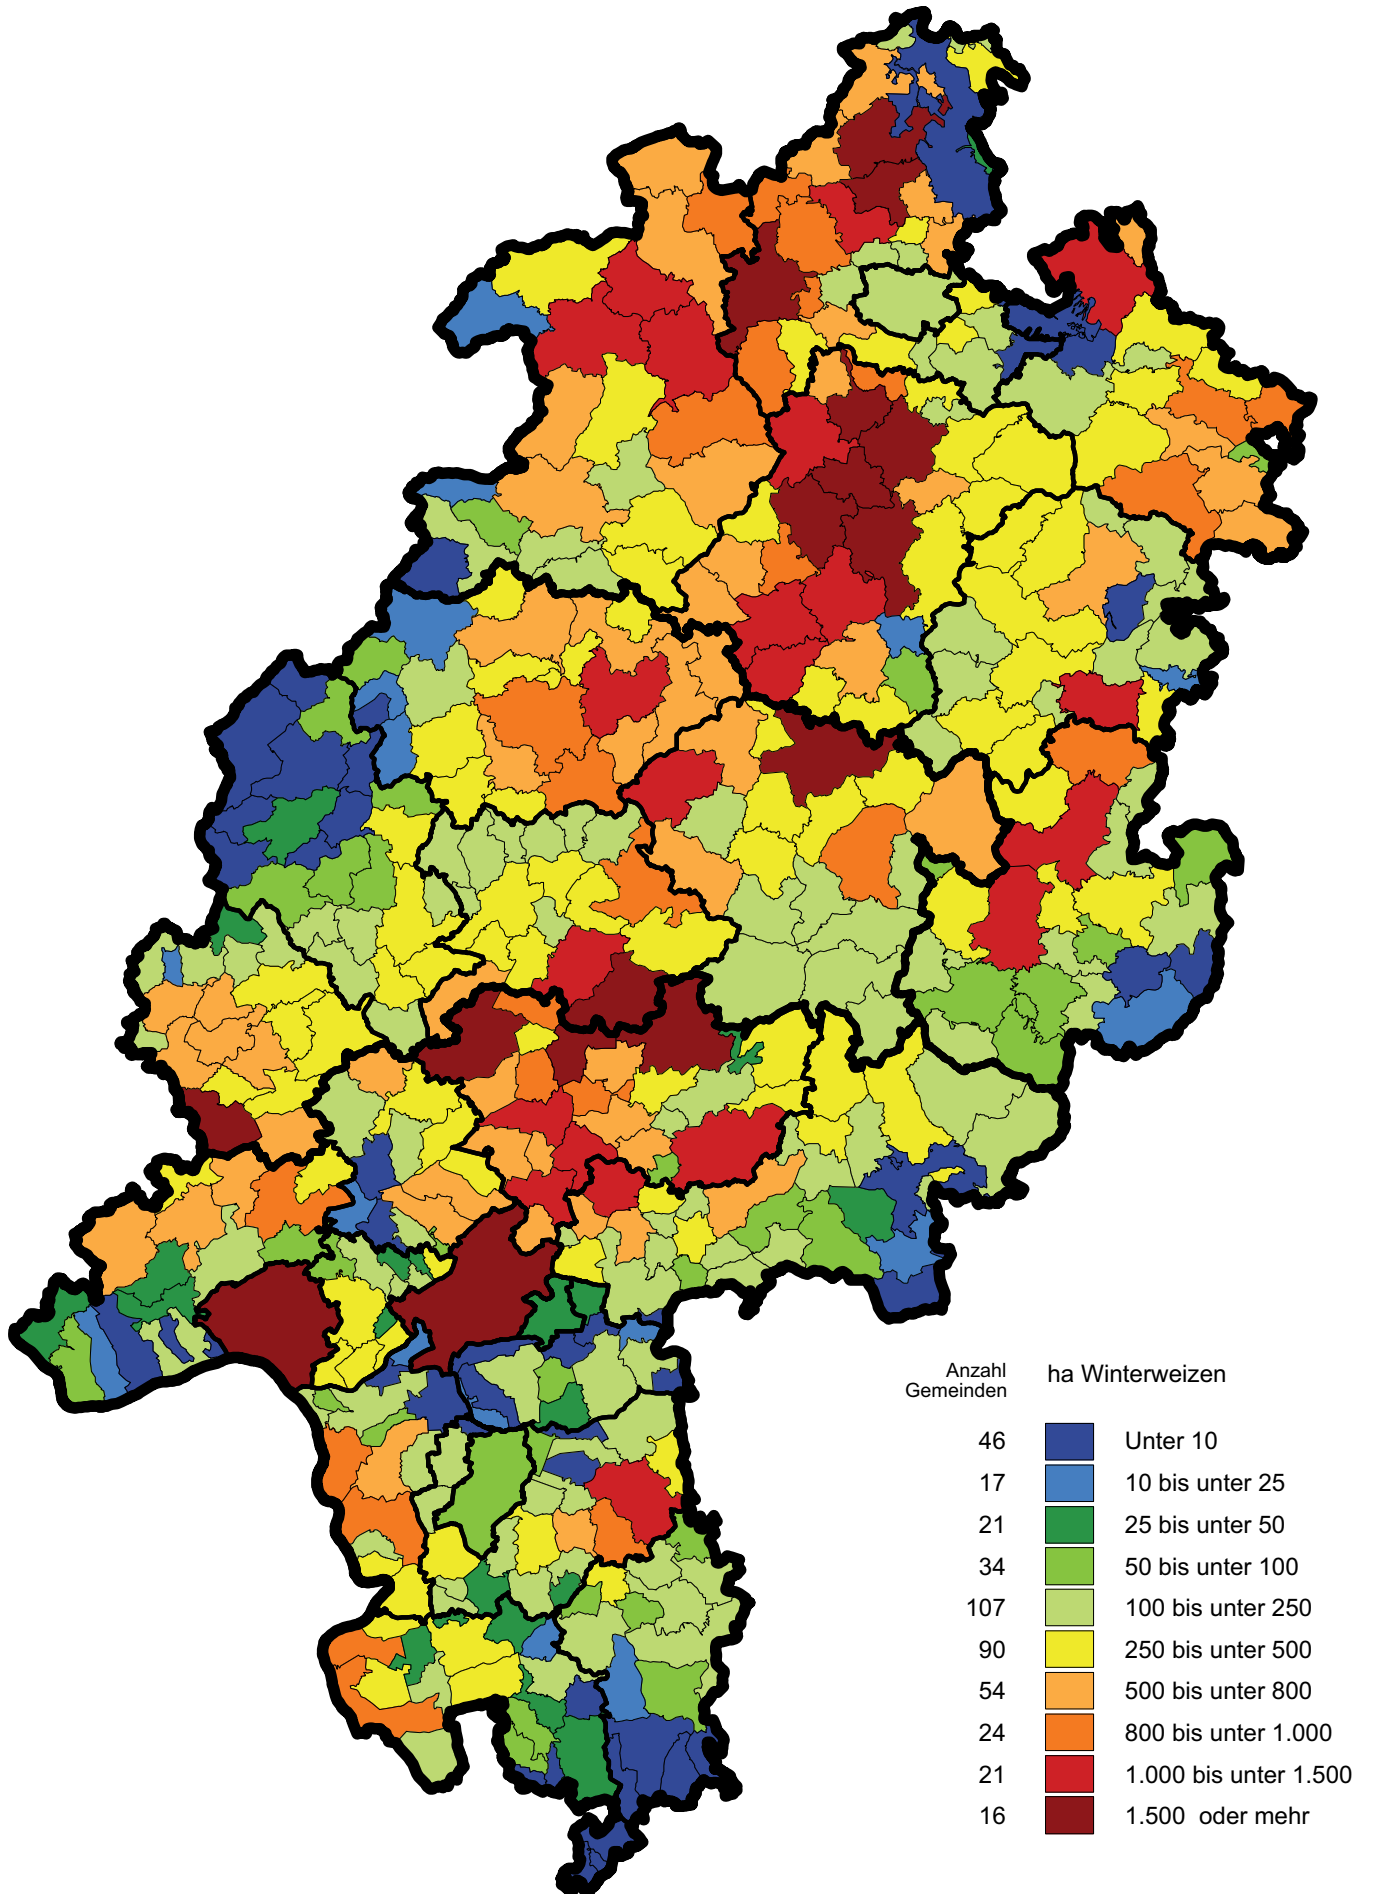 Anzahl
Gemeinden
ha Winterweizen
46 Unter 10
17 10 bis unter 25
21 25 bis unter 50
34 50 bis unter 100
107 100 bis unter 250
90 250 bis unter 500
54 500 bis unter 800
24 800 bis unter 1.000
21 1.000 bis unter 1.500
16 1.500 oder mehr